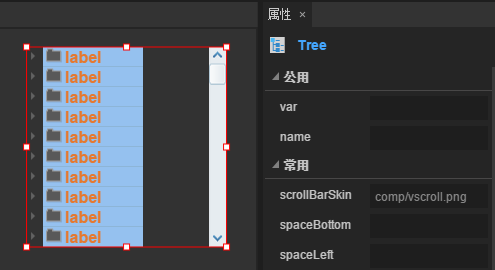 label
label
label
label
label
label
label
label
label
label
属性 ×
Tree
公用
var
name
常用
scrollBarSkin comp/vscroll.png
spaceBottom
spaceLeft